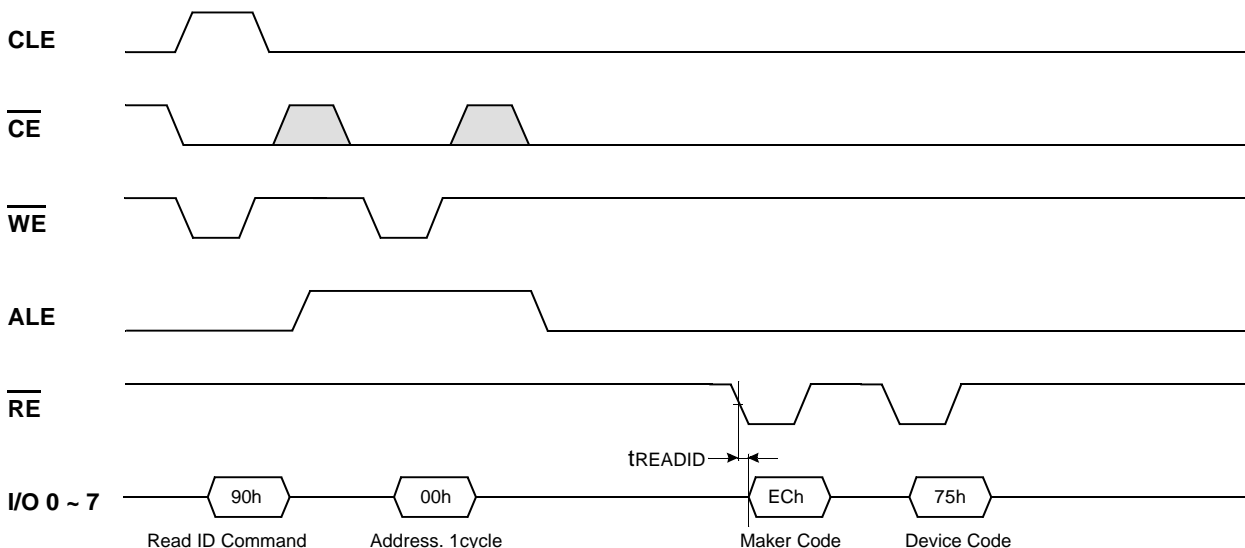 CLE
CE
WE
ALE
RE
tREADID
I/O 0 ~ 7
90h
00h
ECh
75h
Read ID Command
Address. 1cycle
Maker Code
Device Code